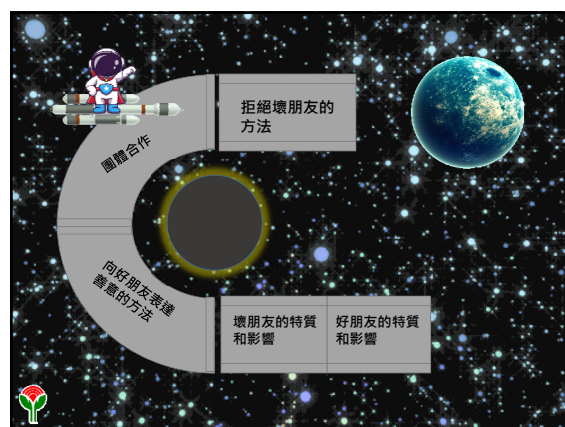 拒絕壞朋友的
方法
團體合作
向好朋友表達
善意的方法
壞朋友的特質
和影響
好朋友的特質
和影響